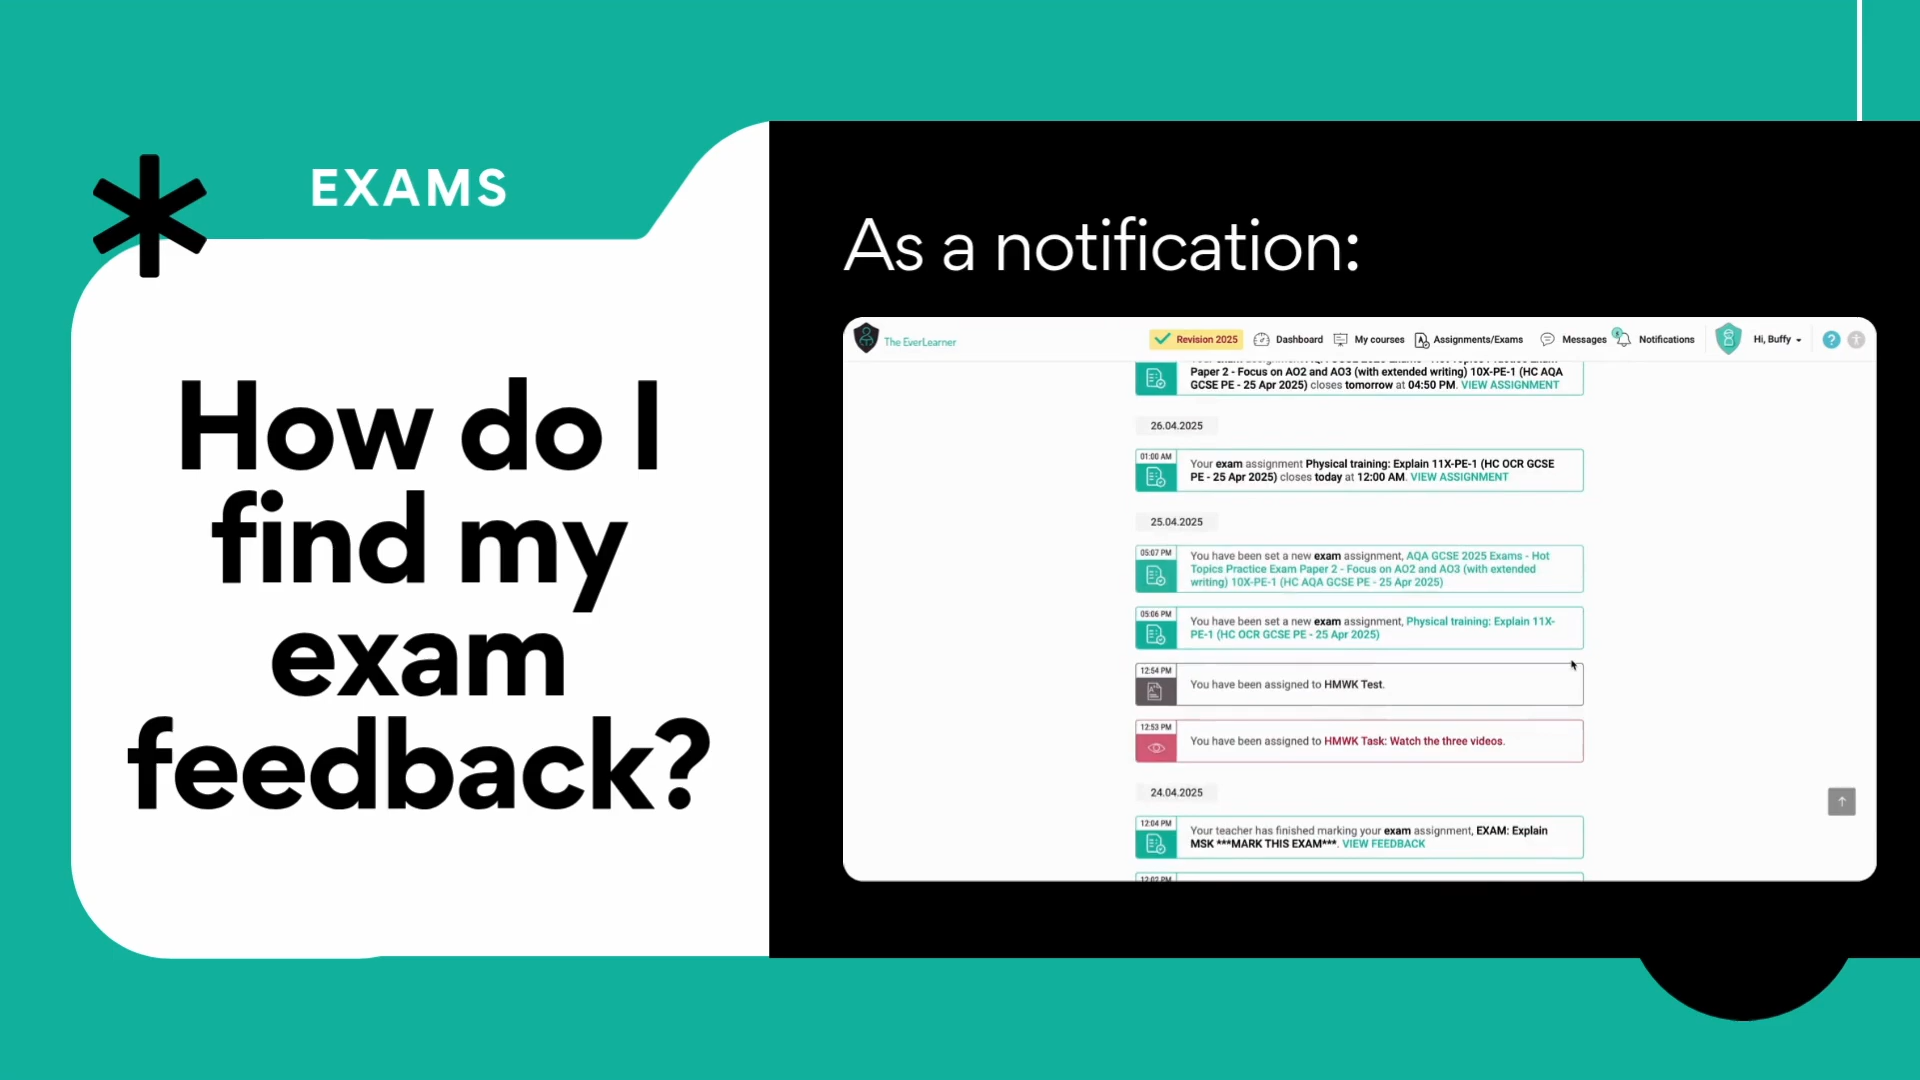 EXAMS
How do I
find my
exam
feedback?
As a notification:
The EverLearner
Revision 2025
Dashboard
My courses
Assignments/Exams
Messages
Notifications
Hi, Buffy
?
Paper 2 - Focus on AO2 and AO3 (with extended writing) 10X-PE-1 (HC AQA
GCSE PE - 25 Apr 2025) closes tomorrow at 04:50 PM. VIEW ASSIGNMENT
26.04.2025
01:00 AM
Your exam assignment Physical training: Explain 11X-PE-1 (HC OCR GCSE
PE - 25 Apr 2025) closes today at 12:00 AM. VIEW ASSIGNMENT
25.04.2025
05:07 PM
You have been set a new exam assignment, AQA GCSE 2025 Exams - Hot
Topics Practice Exam Paper 2 - Focus on AO2 and AO3 (with extended
writing) 10X-PE-1 (HC AQA GCSE PE - 25 Apr 2025)
05:06 PM
You have been set a new exam assignment, Physical training: Explain 11X-
PE-1 (HC OCR GCSE PE - 25 Apr 2025)
12:54 PM
You have been assigned to HMWK Test.
12:53 PM
You have been assigned to HMWK Task: Watch the three videos.
24.04.2025
12:04 PM
Your teacher has finished marking your exam assignment, EXAM: Explain
MSK ***MARK THIS EXAM***. VIEW FEEDBACK
12:02 PM